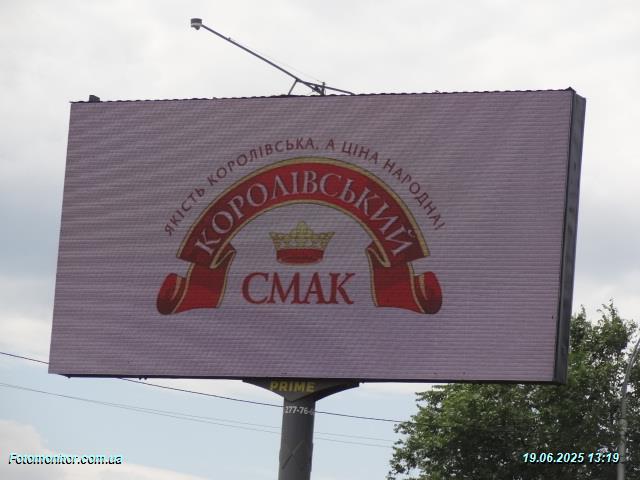 ЯКІСТЬ КОРОЛІВСЬКА, А ЦІНА НАРОДНА!
КОРОЛІВСЬКИЙ
СМАК
PRIME
Fotomonitor.com.ua
19.06.2025 13:19